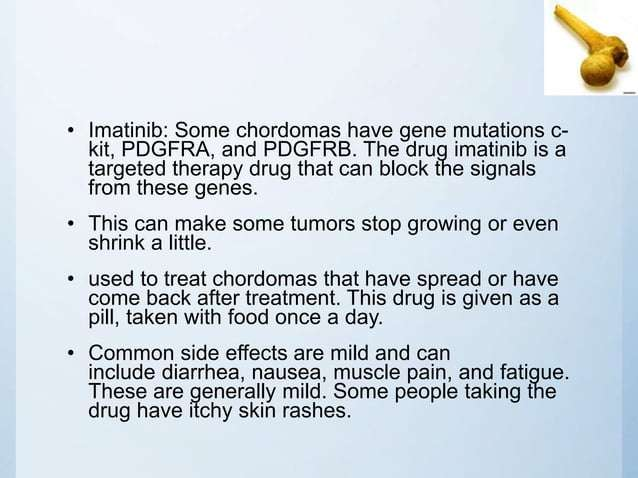 • Imatinib: Some chordomas have gene mutations c-
kit, PDGFRA, and PDGFRB. The drug imatinib is a
targeted therapy drug that can block the signals
from these genes.
• This can make some tumors stop growing or even
shrink a little.
• used to treat chordomas that have spread or have
come back after treatment. This drug is given as a
pill, taken with food once a day.
• Common side effects are mild and can
include diarrhea, nausea, muscle pain, and fatigue.
These are generally mild. Some people taking the
drug have itchy skin rashes.